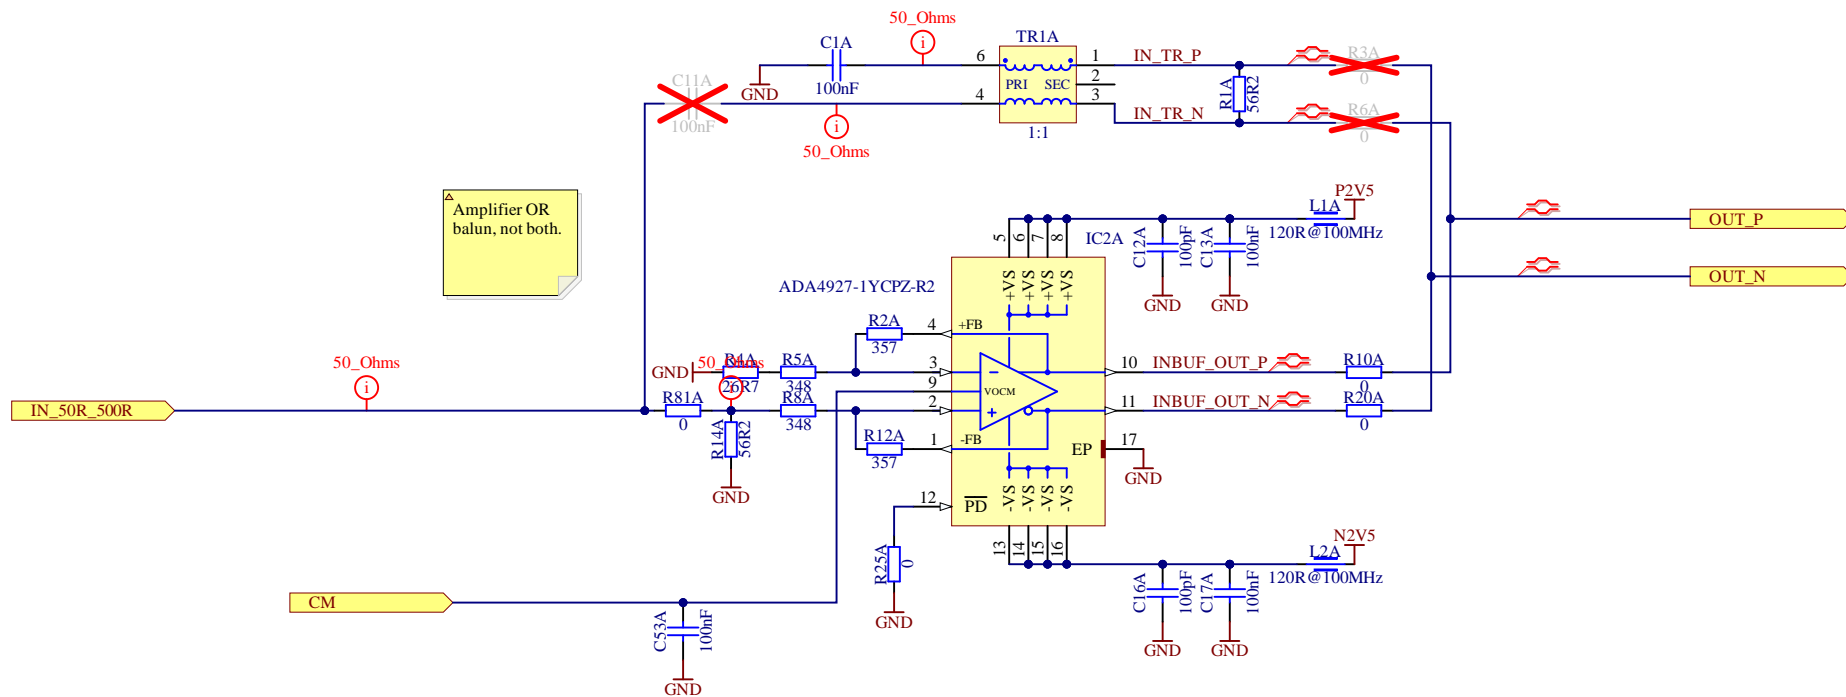 50_Ohms
C1A
100nF
GND
TR1A
6
1
PRI
SEC
2
4
3
1:1
IN_TR_P
IN_TR_N
R1A
56R2
R3A
0
R6A
0
C11A
100nF
50_Ohms
Amplifier OR
balun, not both.
P2V5
L1A
120R@100MHz
C12A
100pF
C13A
100nF
GND
GND
OUT_P
OUT_N
IC2A
ADA4927-1YCPZ-R2
5
6
7
8
+VS
+VS
+VS
+VS
R2A
357
4
+FB
50_Ohms
50_Ohms
GND
R4A
26R7
R5A
348
3
9
VOCM
10
INBUF_OUT_P
R10A
0
IN_50R_500R
R81A
0
R8A
348
2
11
INBUF_OUT_N
R20A
0
R14A
56R2
GND
R12A
357
1
-FB
EP
17
GND
12
PD
-VS
-VS
-VS
-VS
13
14
15
16
R25A
0
GND
N2V5
L2A
120R@100MHz
C16A
100pF
C17A
100nF
GND
GND
CM
C53A
100nF
GND